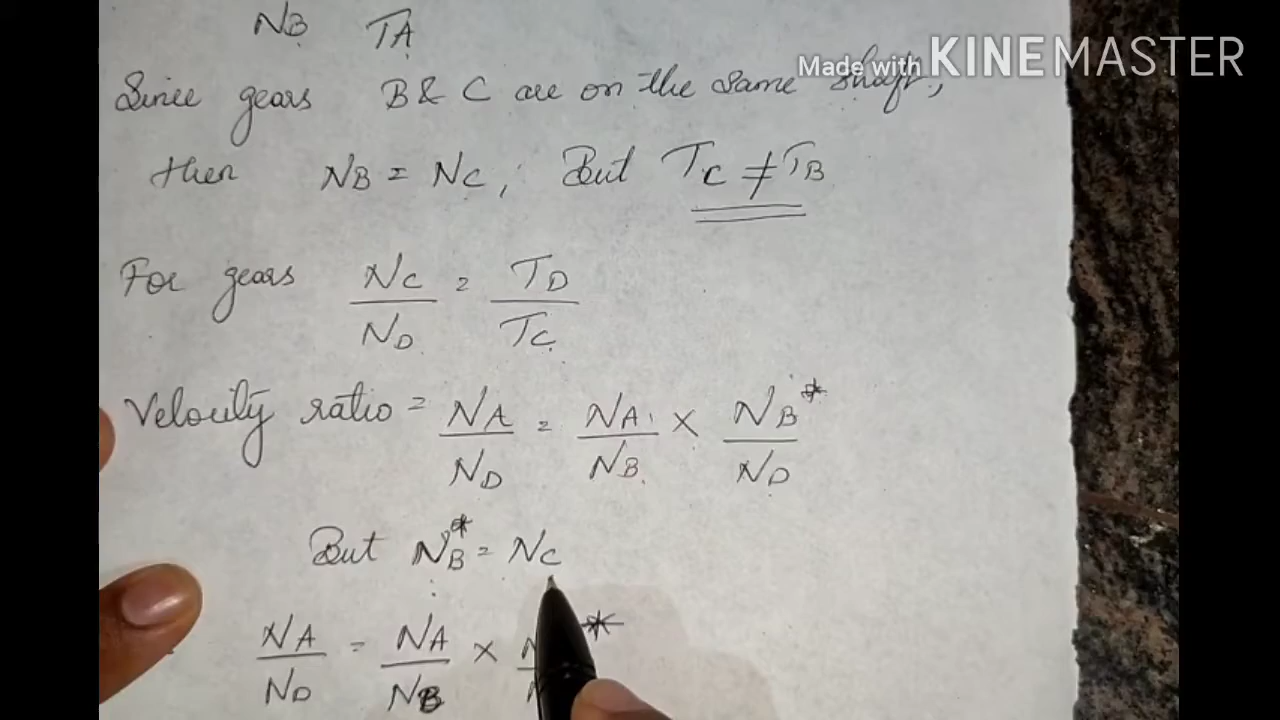 NB TA
Made with KINEMASTER
Since gears B & C are on the same shaft,
then NB = NC; But TC ≠ TB
For gears NC/ND = TD/TC
Velocity ratio = NA/ND = NA/NB × NB*/ND
But NB* = NC
NA/ND = NA/NB × *